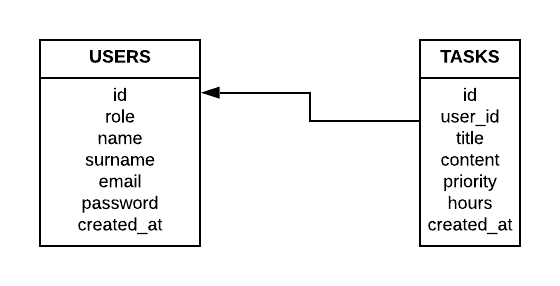 USERS
id
role
name
surname
email
password
created_at
TASKS
id
user_id
title
content
priority
hours
created_at